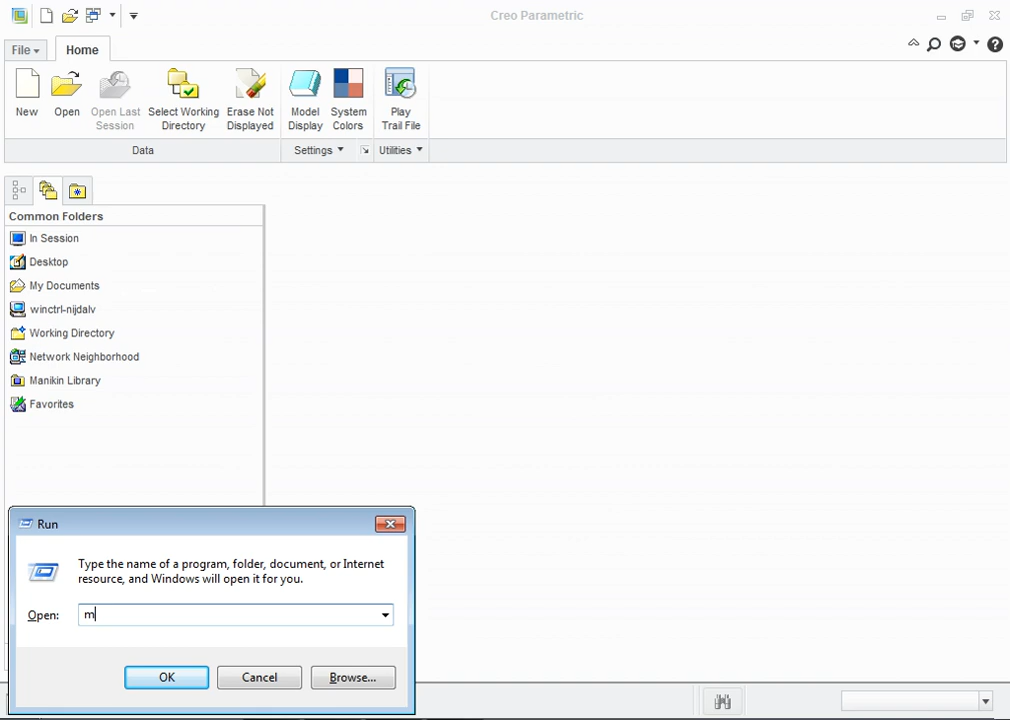 Creo Parametric
File
Home
New
Open
Open Last Session
Select Working Directory
Erase Not Displayed
Model Display
System Colors
Play Trail File
Data
Settings
Utilities
Common Folders
In Session
Desktop
My Documents
winctrl-nijdalv
Working Directory
Network Neighborhood
Manikin Library
Favorites
Run
Type the name of a program, folder, document, or Internet
resource, and Windows will open it for you.
Open: m
OK
Cancel
Browse...